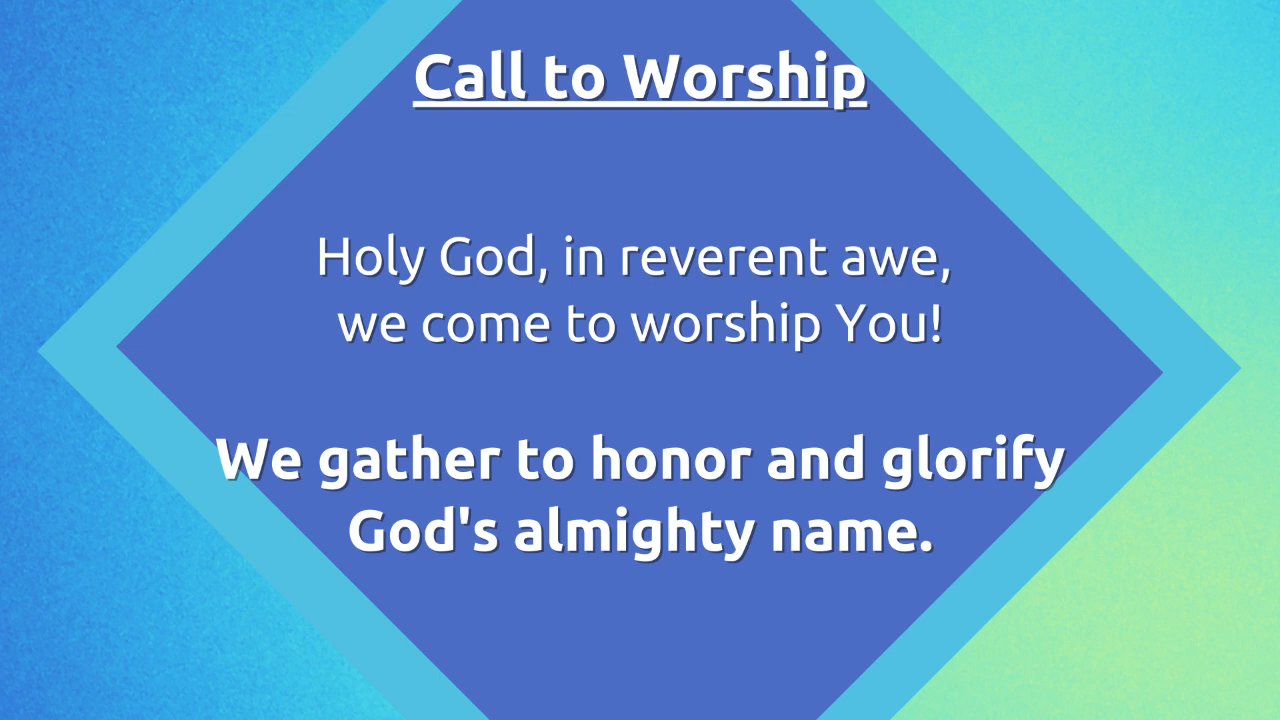 Call to Worship
Holy God, in reverent awe,
we come to worship You!
We gather to honor and glorify
God's almighty name.